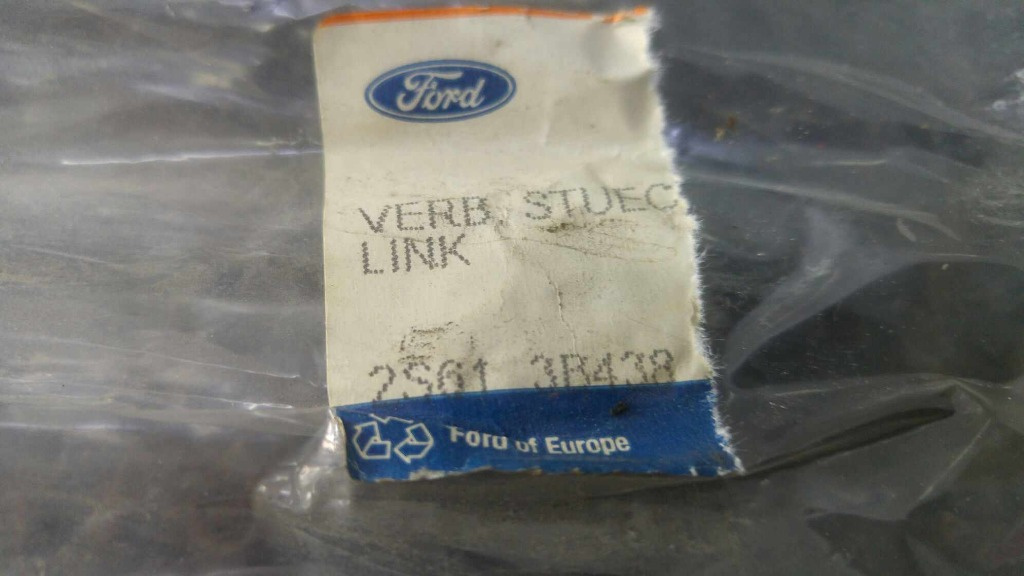 Ford
VERB. STUEC
LINK
2S61 3B438
Ford of Europe